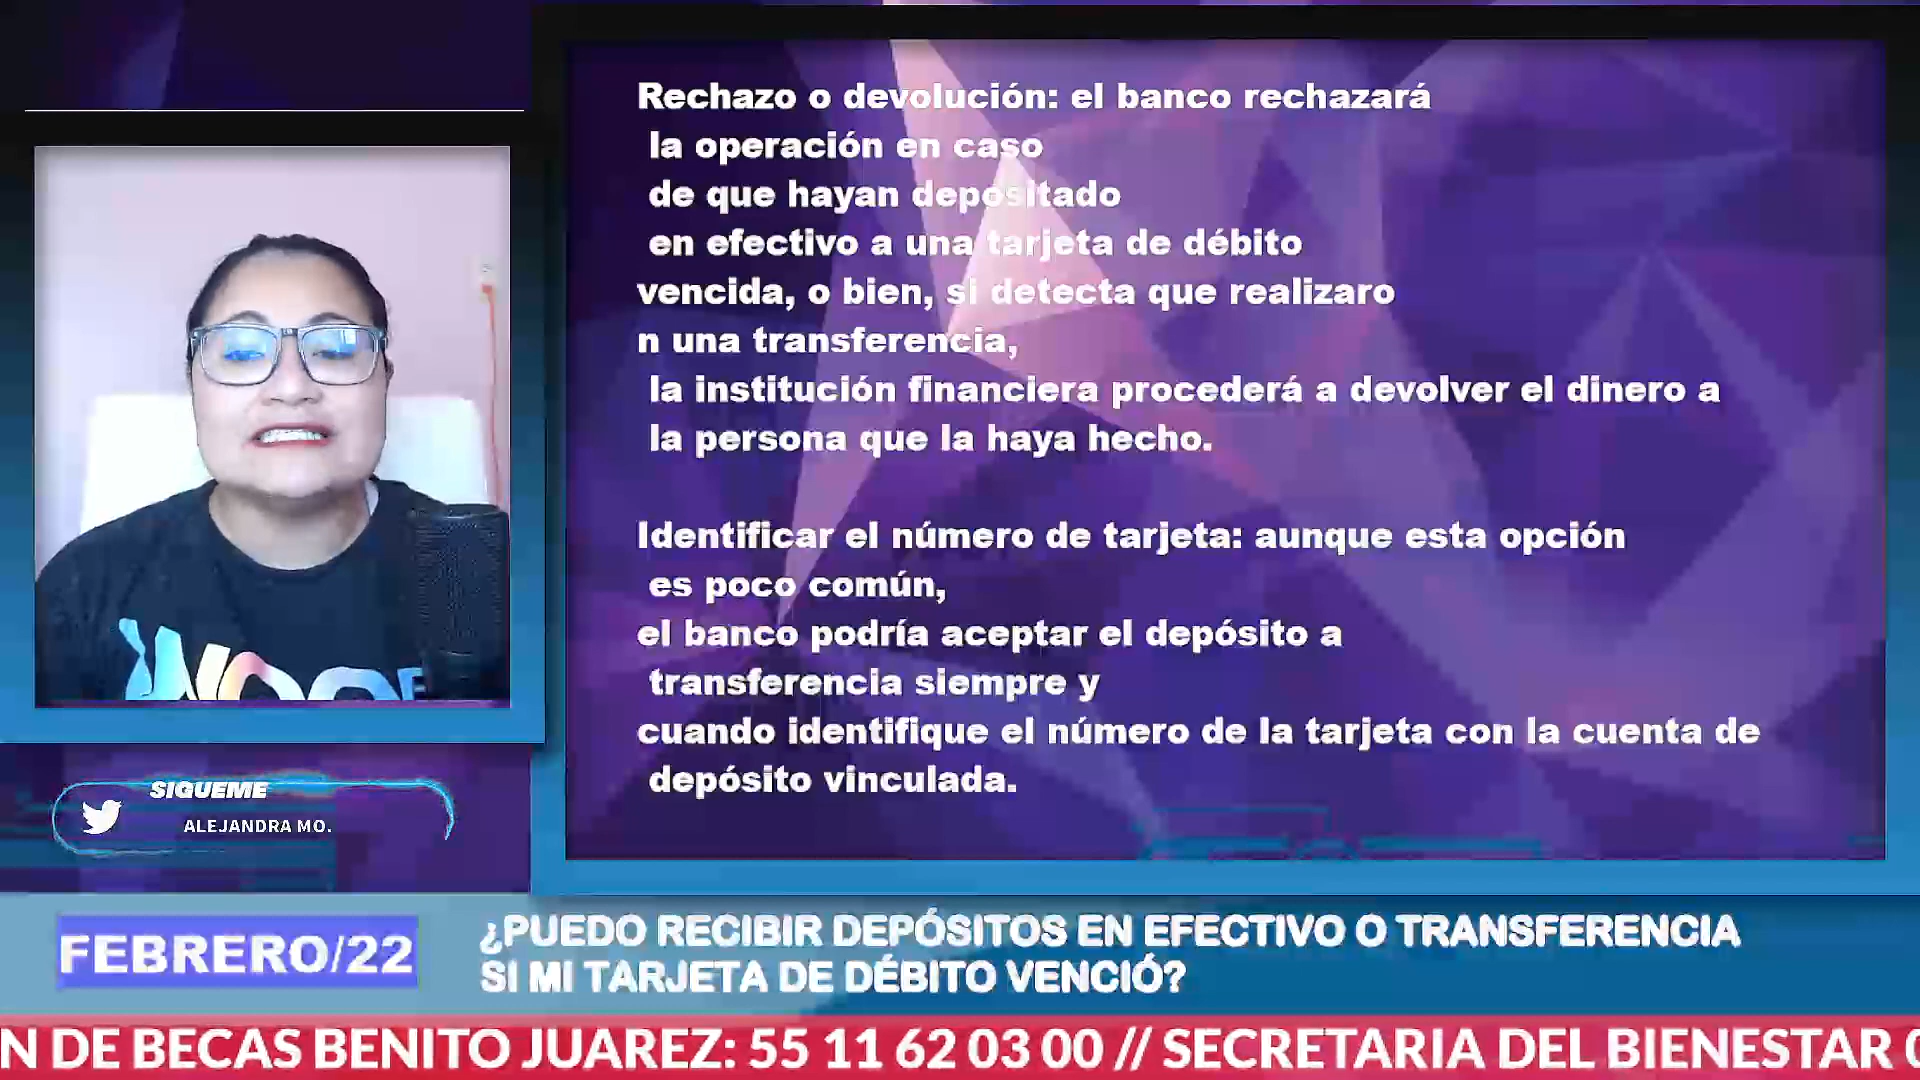 Rechazo o devolución: el banco rechazará
la operación en caso
de que hayan depositado
en efectivo a una tarjeta de débito
vencida, o bien, si detecta que realizaro
n una transferencia,
la institución financiera procederá a devolver el dinero a
la persona que la haya hecho.
Identificar el número de tarjeta: aunque esta opción
es poco común,
el banco podría aceptar el depósito a
transferencia siempre y
cuando identifique el número de la tarjeta con la cuenta de
depósito vinculada.
SIGUEME
ALEJANDRA MO.
FEBRERO/22
¿PUEDO RECIBIR DEPÓSITOS EN EFECTIVO O TRANSFERENCIA
SI MI TARJETA DE DÉBITO VENCIÓ?
N DE BECAS BENITO JUAREZ: 55 11 62 03 00 // SECRETARIA DEL BIENESTAR